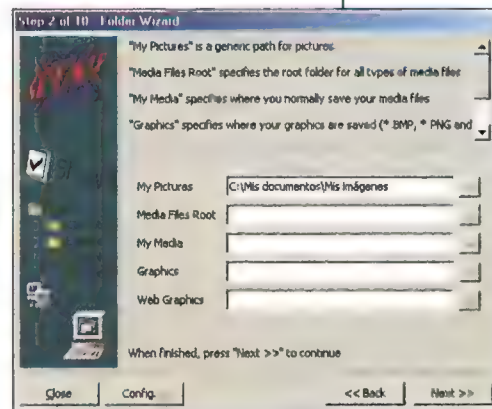 Step 2 of 10 - Folder Wizard
"My Pictures" is a generic path for pictures.
"Media Files Root" specifies the root folder for all types of media files
"My Media" specifies where you normally save your media files
"Graphics" specifies where your graphics are saved (*.BMP, *.PNG and
My Pictures C:\Mis documentos\Mis Imágenes
Media Files Root
My Media
Graphics
Web Graphics
When finished, press "Next >>" to continue
Close Config. << Back Next >>